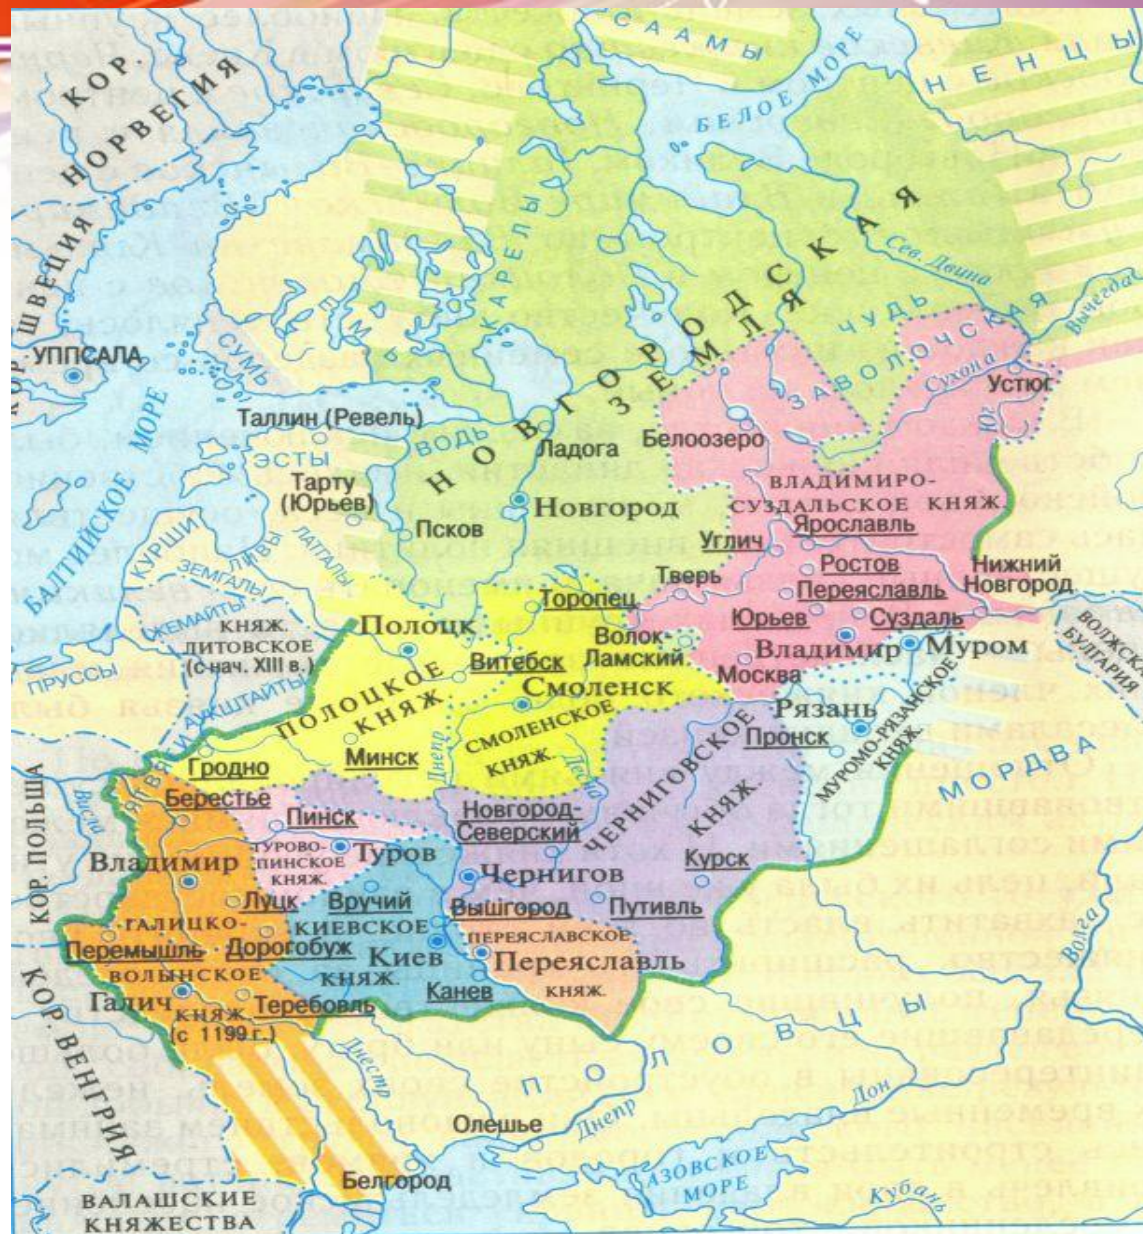 СААМЫ
НЕНЦЫ
КОР.
НОРВЕГИЯ
БЕЛОЕ МОРЕ
КОР. ШВЕЦИЯ
КАРЕЛЫ
ЕМЬ
СУМЬ
НОВГОРОДСКАЯ
ЗЕМЛЯ
Сев. Двина
Вычегда
ЧУДЬ
ЗАВОЛОЧСКАЯ
Сухона
Устюг
Юг
УППСАЛА
БАЛТИЙСКОЕ МОРЕ
Таллин (Ревель)
ВОДЬ
Ладога
Белоозеро
ЭСТЫ
Тарту
(Юрьев)
Псков
Новгород
ВЛАДИМИРО-
СУЗДАЛЬСКОЕ КНЯЖ.
Ярославль
Углич
Ростов
Нижний
Новгород
Переяславль
Тверь
КУРШИ
ЛИВЫ
ЛАТГАЛЫ
ЗЕМГАЛЫ
ЖЕМАЙТЫ
КНЯЖ.
ЛИТОВСКОЕ
(с нач. XIII в.)
АУКШТАЙТЫ
ПРУССЫ
Торопец
Полоцк
Волок-
Ламский
Юрьев
Суздаль
Владимир
Муром
ВОЛЖСК.
БУЛГАРИЯ
Витебск
Москва
ПОЛОЦКОЕ
КНЯЖ.
Смоленск
СМОЛЕНСКОЕ
КНЯЖ.
Рязань
Пронск
МУРОМО-РЯЗАНСКОЕ
КНЯЖ.
МОРДВА
Минск
Днепр
Десна
Гродно
ЯТВЯГИ
КОР. ПОЛЬША
Висла
Берестье
Пинск
Новгород-
Северский
ЧЕРНИГОВСКОЕ
КНЯЖ.
ТУРОВО-
ПИНСКОЕ
КНЯЖ.
Туров
Курск
Владимир
Чернигов
Луцк
Вручий
Вышгород
Путивль
ГАЛИЦКО-
ВОЛЫНСКОЕ
КНЯЖ.
(с 1199 г.)
КИЕВСКОЕ
КНЯЖ.
ПЕРЕЯСЛАВСКОЕ
КНЯЖ.
Перемышль
Дорогобуж
Киев
Переяславль
Галич
Теребовль
Канев
Волга
КОР. ВЕНГРИЯ
ПОЛОВЦЫ
Днестр
Днепр
Дон
Олешье
Белгород
АЗОВСКОЕ
МОРЕ
Кубань
ВАЛАШСКИЕ
КНЯЖЕСТВА